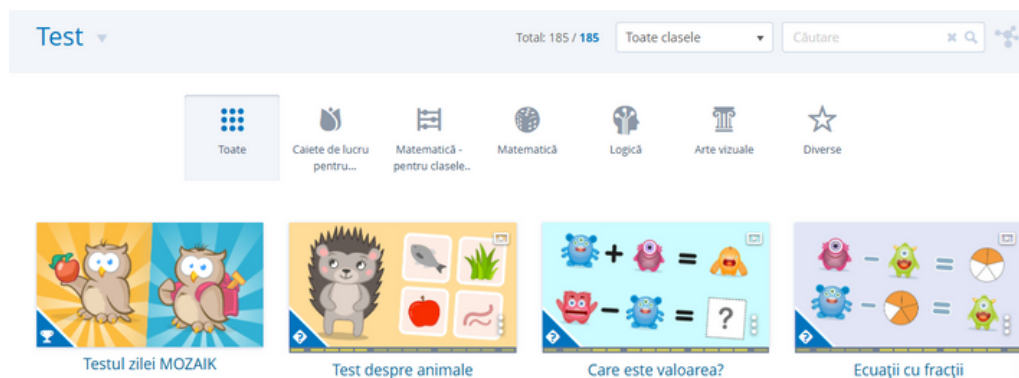 Test
Total: 185 / 185
Toate clasele
Căutare
Toate
Caiete de lucru
pentru...
Matematică -
pentru clasele..
Matematică
Logică
Arte vizuale
Diverse
+ =
- = ?
- =
- =
Testul zilei MOZAIK
Test despre animale
Care este valoarea?
Ecuații cu fracții